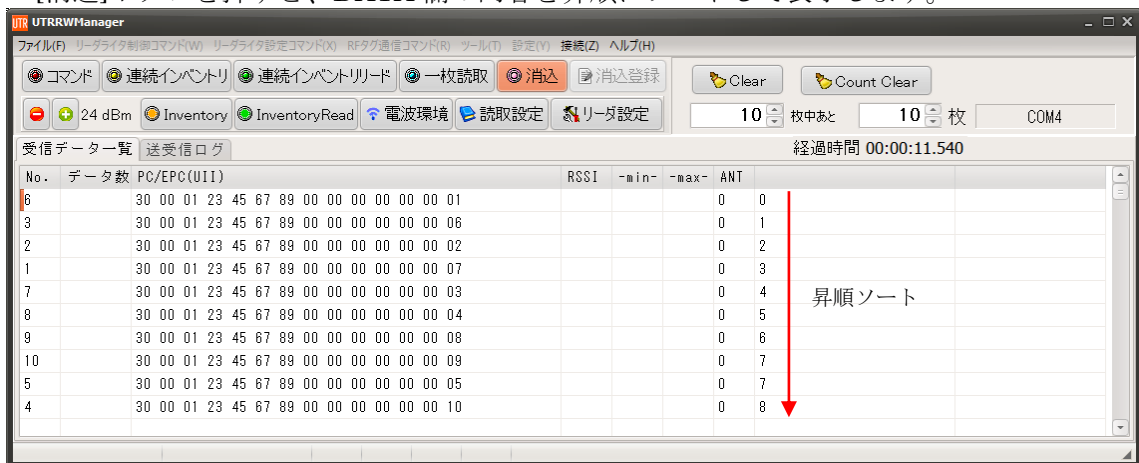 UTR UTRRWManager
ファイル(F) リーダライタ制御コマンド(W) リーダライタ設定コマンド(X) RFタグ通信コマンド(R) ツール(T) 設定(Y) 接続(Z) ヘルプ(H)
コマンド 連続インベントリ 連続インベントリリード 一枚読取 消込 消込登録 Clear Count Clear
24 dBm Inventory InventoryRead 電波環境 読取設定 リーダ設定 10 枚中あと 10 枚 COM4
受信データ一覧 送受信ログ 経過時間 00:00:11.540
No. データ数 PC/EPC(UII) RSSI -min- -max- ANT
6 30 00 01 23 45 67 89 00 00 00 00 00 00 01 0 0
3 30 00 01 23 45 67 89 00 00 00 00 00 00 06 0 1
2 30 00 01 23 45 67 89 00 00 00 00 00 00 02 0 2
1 30 00 01 23 45 67 89 00 00 00 00 00 00 07 0 3
7 30 00 01 23 45 67 89 00 00 00 00 00 00 03 0 4
8 30 00 01 23 45 67 89 00 00 00 00 00 00 04 0 5
9 30 00 01 23 45 67 89 00 00 00 00 00 00 08 0 6
10 30 00 01 23 45 67 89 00 00 00 00 00 00 09 0 7
5 30 00 01 23 45 67 89 00 00 00 00 00 00 05 0 7
4 30 00 01 23 45 67 89 00 00 00 00 00 00 10 0 8
昇順ソート